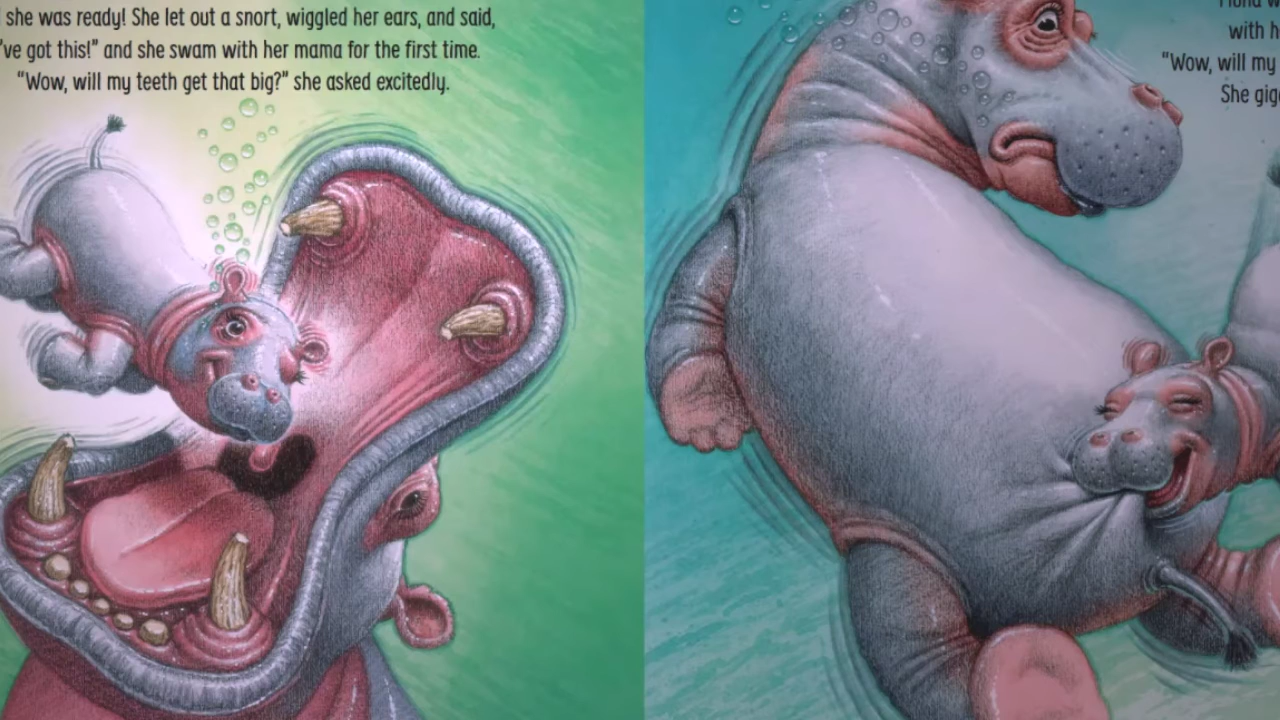 she was ready! She let out a snort, wiggled her ears, and said,
've got this!" and she swam with her mama for the first time.
"Wow, will my teeth get that big?" she asked excitedly.
with h
"Wow, will my
She gig